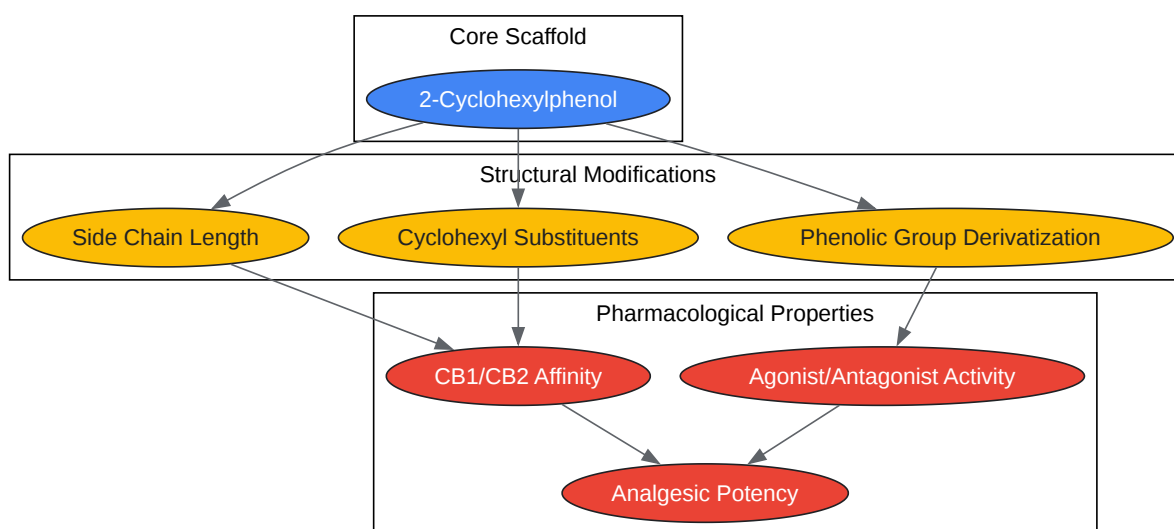 Core Scaffold
2-Cyclohexylphenol
Structural Modifications
Side Chain Length
Cyclohexyl Substituents
Phenolic Group Derivatization
Pharmacological Properties
CB1/CB2 Affinity
Agonist/Antagonist Activity
Analgesic Potency